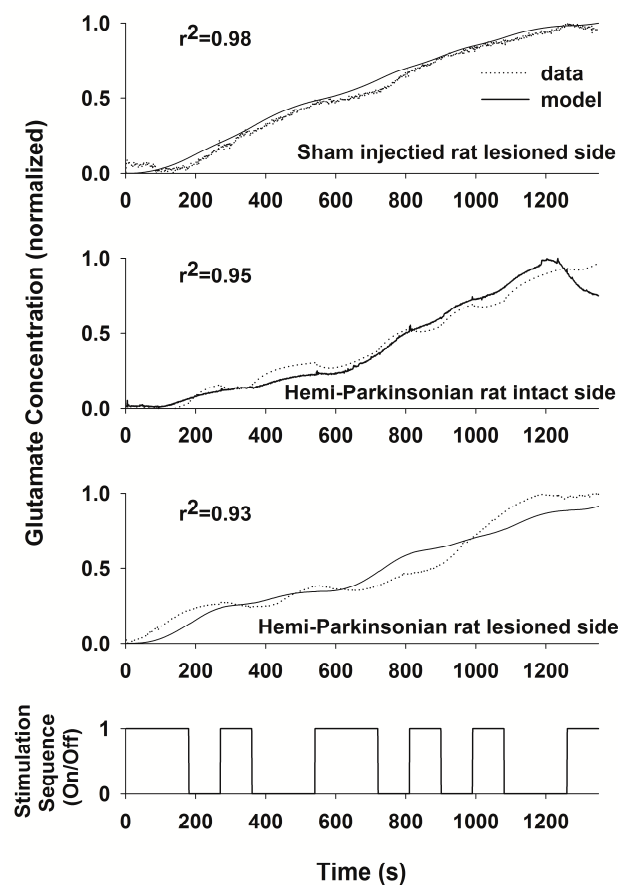 Glutamate Concentration (normalized)
1.0
0.5
0.0
r2=0.98
data
model
Sham injectied rat lesioned side
0 200 400 600 800 1000 1200
1.0
0.5
0.0
r2=0.95
Hemi-Parkinsonian rat intact side
0 200 400 600 800 1000 1200
1.0
0.5
0.0
r2=0.93
Hemi-Parkinsonian rat lesioned side
0 200 400 600 800 1000 1200
Stimulation
Sequence
(On/Off)
1
0
0 200 400 600 800 1000 1200
Time (s)